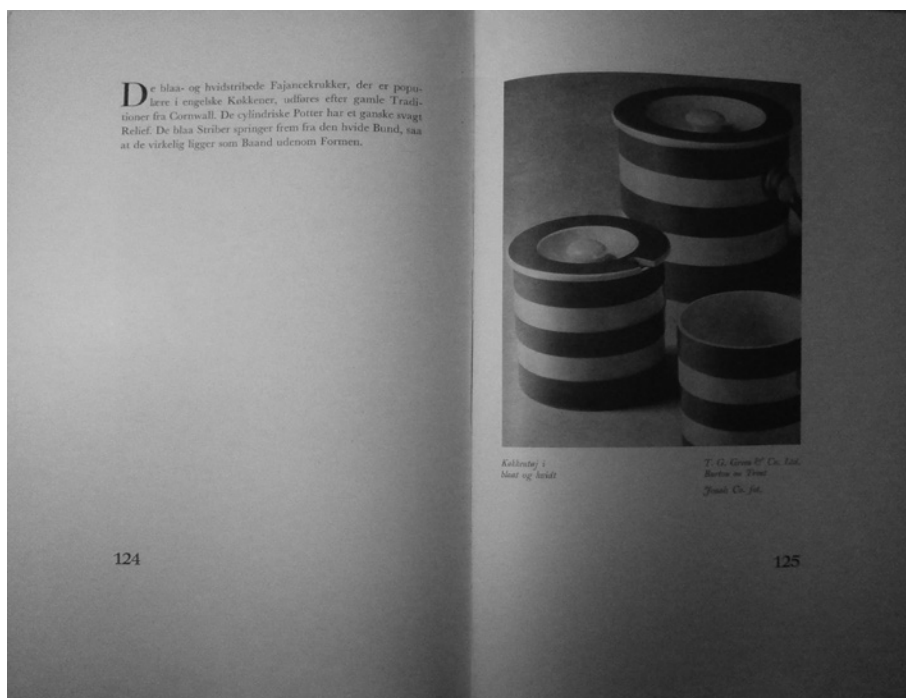 De blaa- og hvidstribede Fajancekrukker, der er popu-
lære i engelske Køkkener, udføres efter gamle Tradi-
tioner fra Cornwall. De cylindriske Potter har et ganske svagt
Relief. De blaa Striber springer frem fra den hvide Bund, saa
at de virkelig ligger som Baand udenom Formen.
124
Køkkentøj i
blaat og hvidt
T. G. Green & Co. Ltd.
Burton on Trent
Co. fot.
125